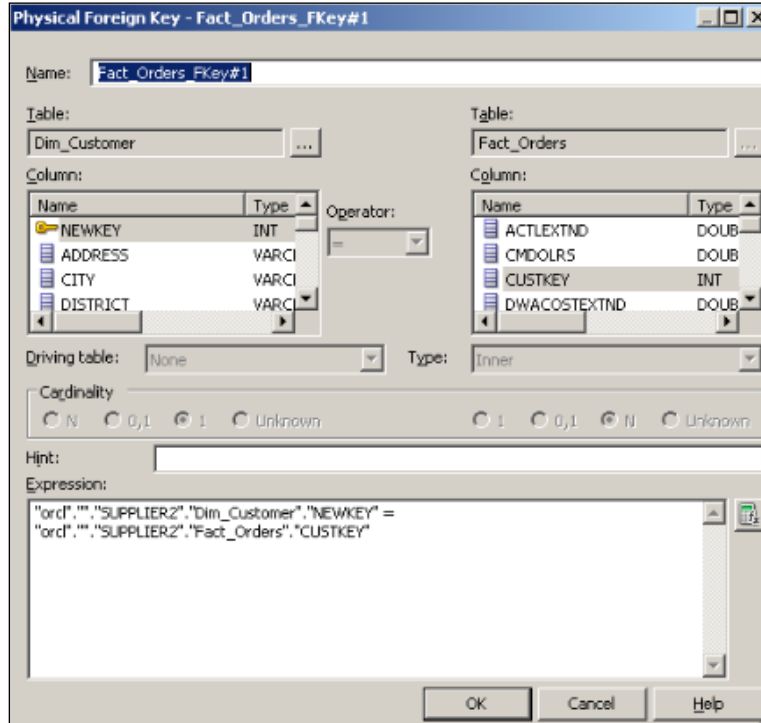 Physical Foreign Key - Fact_Orders_FKey#1
Name: Fact_Orders_FKey#1
Table: Table:
Dim_Customer ... Fact_Orders ...
Column: Column:
Name Type Operator: Name Type
NEWKEY INT = ACTLEXTND DOUB
ADDRESS VARCI CMDOLRS DOUB
CITY VARCI CUSTKEY INT
DISTRICT VARCI DWACOSTEXTND DOUB
Driving table: None Type: Inner
Cardinality
N 0,1 1 Unknown 1 0,1 N Unknown
Hint:
Expression:
"orcl".""."SUPPLIER2"."Dim_Customer"."NEWKEY" =
"orcl".""."SUPPLIER2"."Fact_Orders"."CUSTKEY"
OK Cancel Help